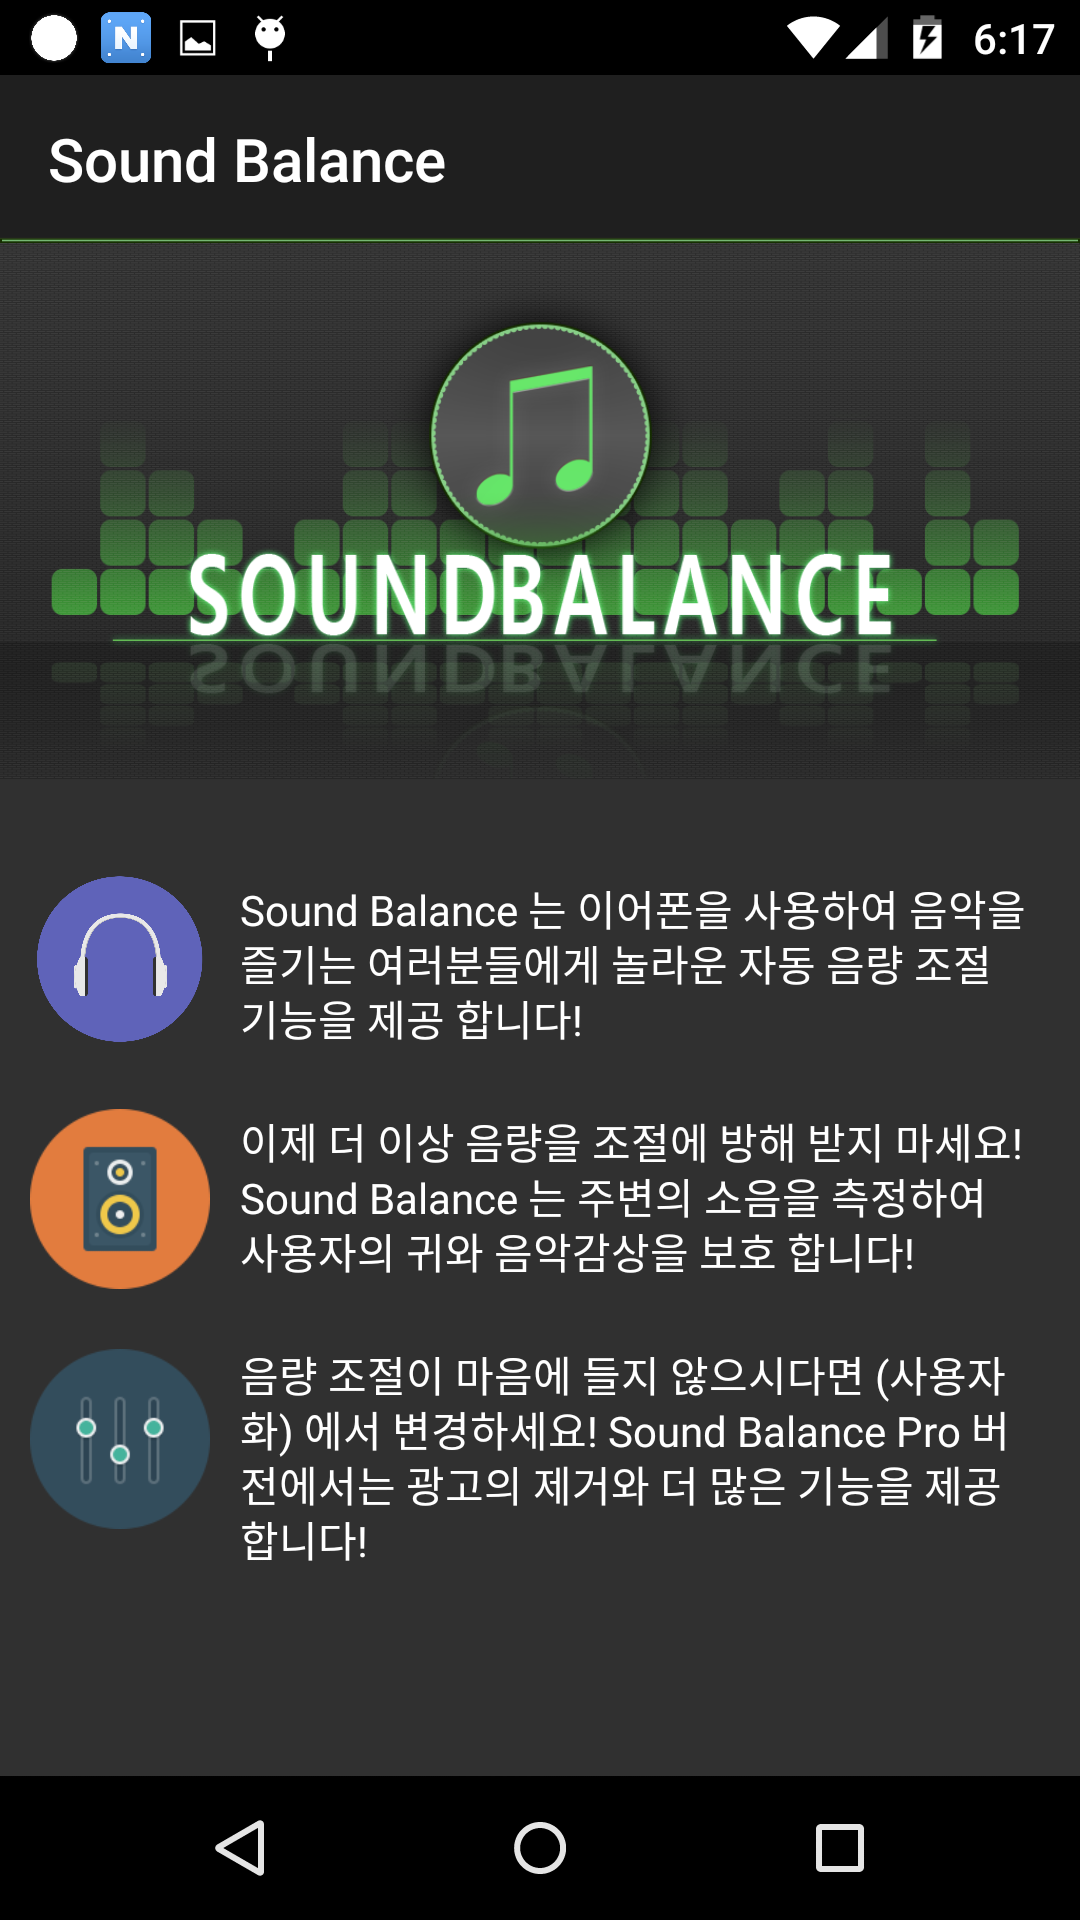 N
6:17
Sound Balance
SOUNDBALANCE
Sound Balance 는 이어폰을 사용하여 음악을
즐기는 여러분들에게 놀라운 자동 음량 조절
기능을 제공 합니다!
이제 더 이상 음량을 조절에 방해 받지 마세요!
Sound Balance 는 주변의 소음을 측정하여
사용자의 귀와 음악감상을 보호 합니다!
음량 조절이 마음에 들지 않으시다면 (사용자
화) 에서 변경하세요! Sound Balance Pro 버
전에서는 광고의 제거와 더 많은 기능을 제공
합니다!